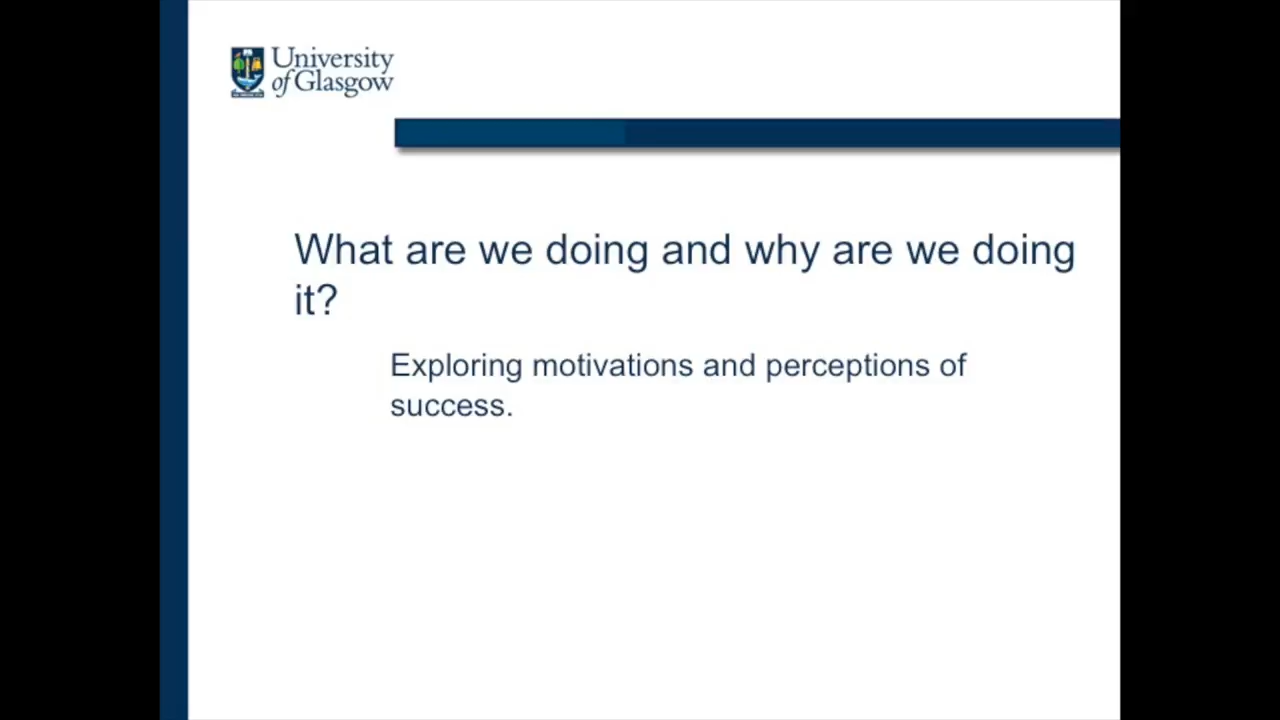 University
of Glasgow
What are we doing and why are we doing
it?
Exploring motivations and perceptions of
success.